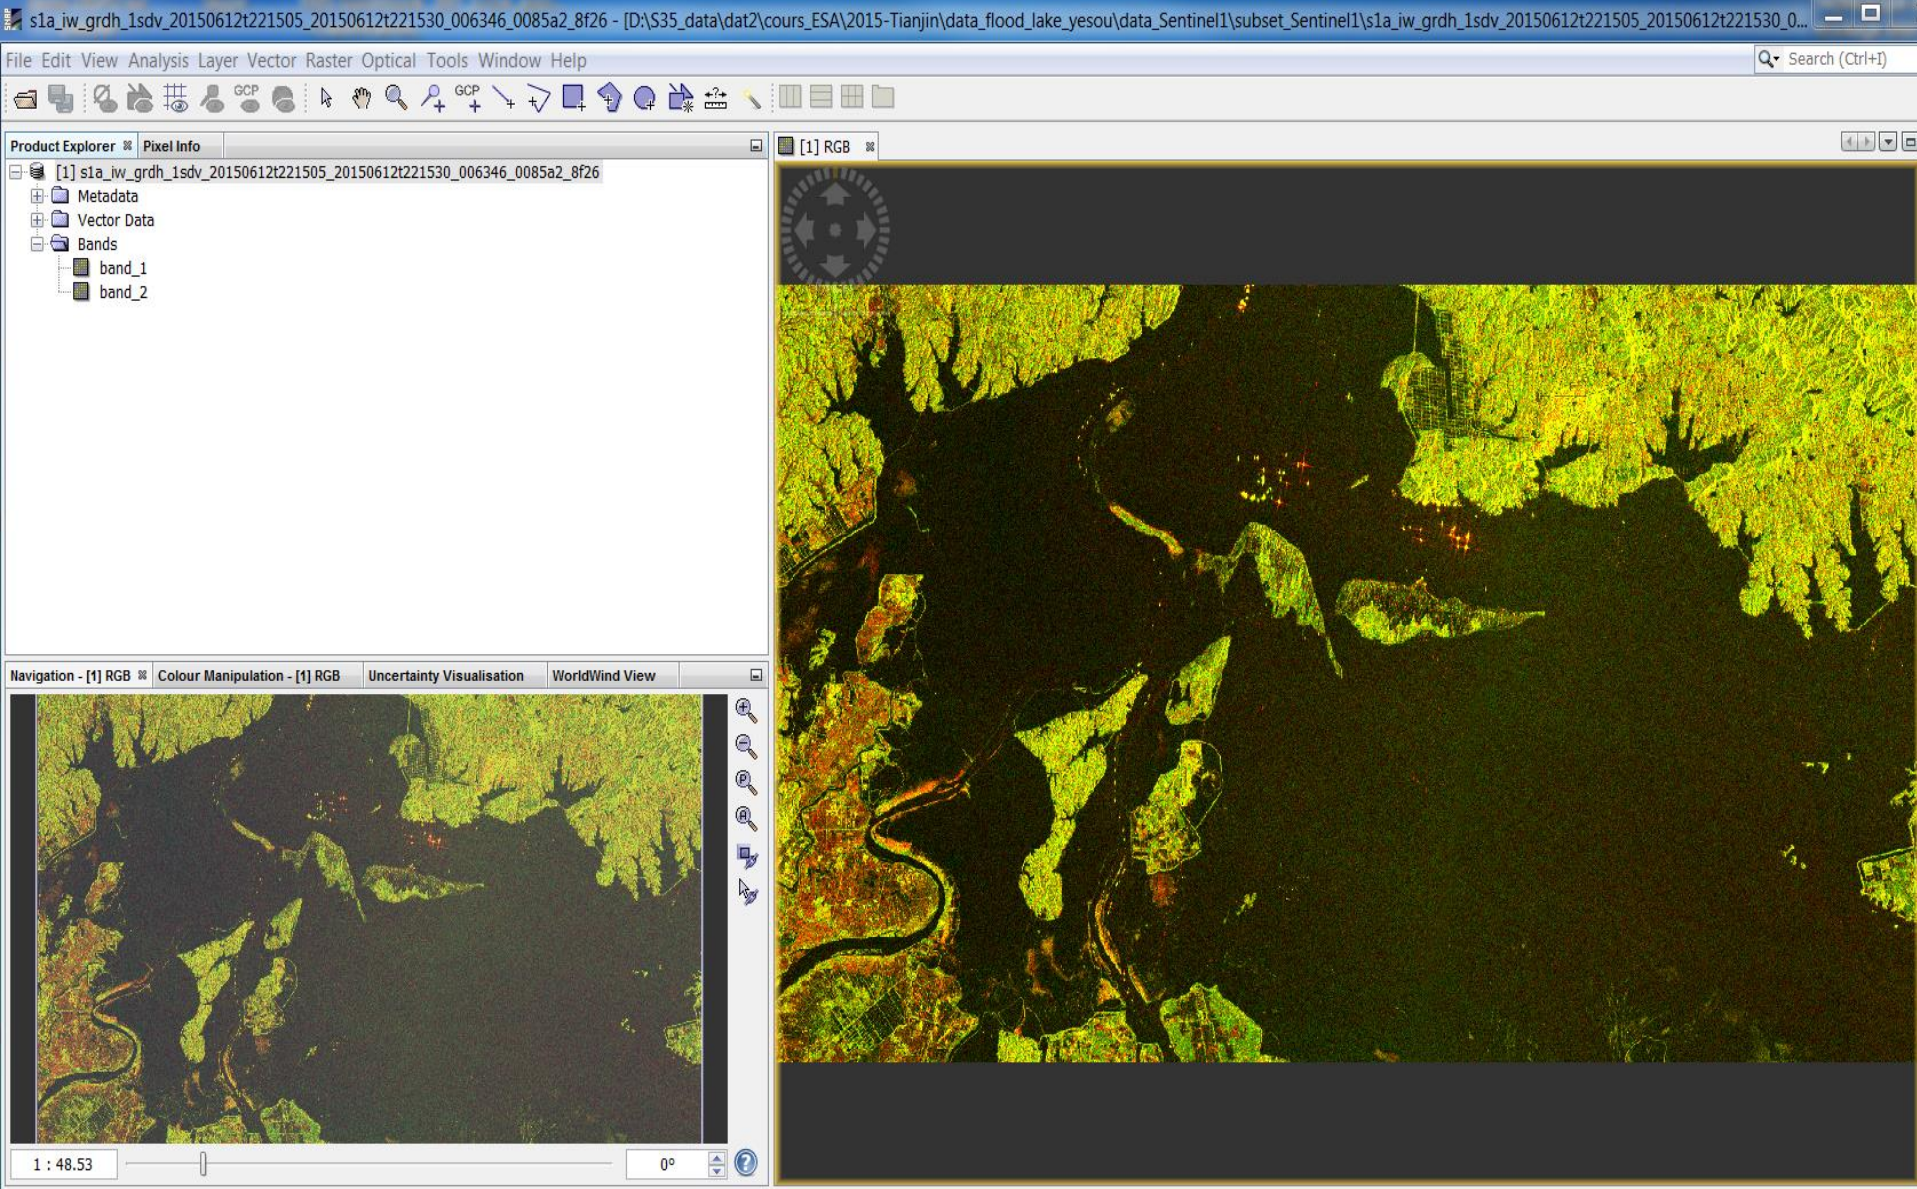 s1a_iw_grdh_1sdv_20150612t221505_20150612t221530_006346_0085a2_8f26 - [D:\S35_data\dat2\cours_ESA\2015-Tianjin\data_flood_lake_yesou\data_Sentinel1\subset_Sentinel1\s1a_iw_grdh_1sdv_20150612t221505_20150612t221530_0...
File Edit View Analysis Layer Vector Raster Optical Tools Window Help
Search (Ctrl+I)
GCP GCP
Product Explorer Pixel Info
[1] RGB
[1] s1a_iw_grdh_1sdv_20150612t221505_20150612t221530_006346_0085a2_8f26
Metadata
Vector Data
Bands
band_1
band_2
Navigation - [1] RGB Colour Manipulation - [1] RGB Uncertainty Visualisation WorldWind View
1 : 48.53
0°